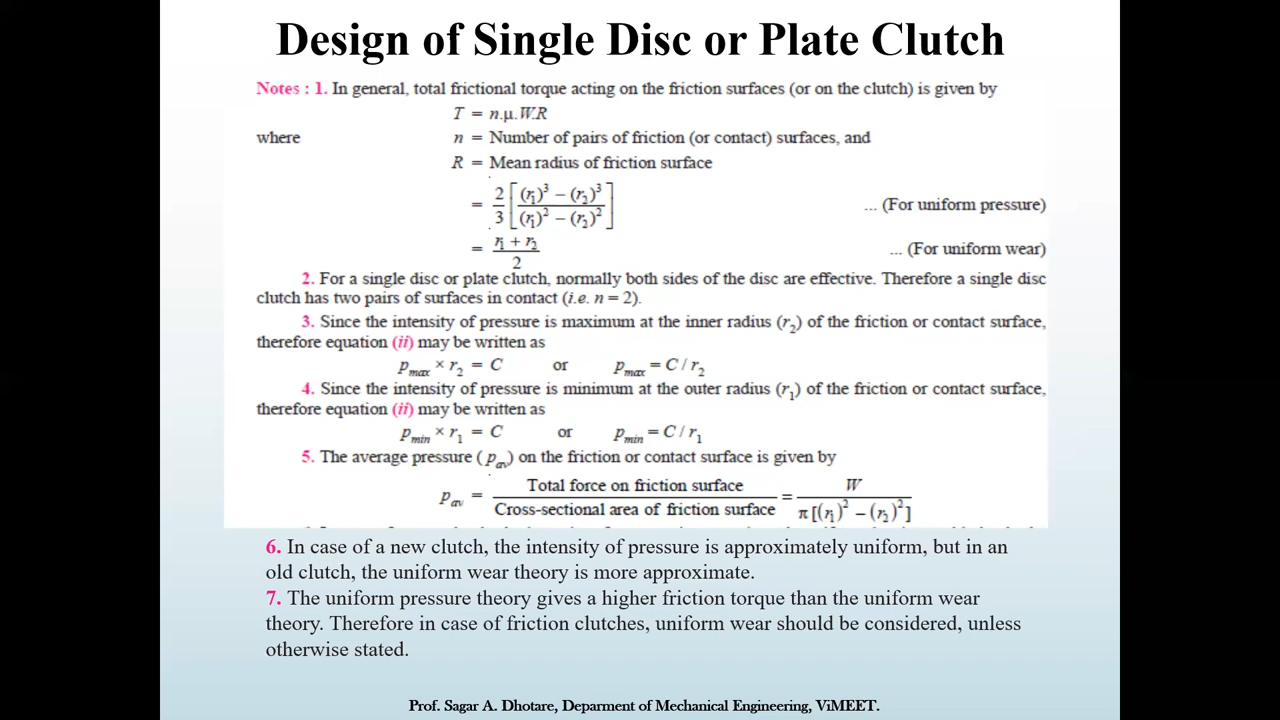 Design of Single Disc or Plate Clutch
Notes : 1. In general, total frictional torque acting on the friction surfaces (or on the clutch) is given by
T = n.μ.W.R
where n = Number of pairs of friction (or contact) surfaces, and
R = Mean radius of friction surface
= 2/3 [ (r₁)³ – (r₂)³ / (r₁)² – (r₂)² ] ... (For uniform pressure)
= r₁ + r₂ / 2 ... (For uniform wear)
2. For a single disc or plate clutch, normally both sides of the disc are effective. Therefore a single disc
clutch has two pairs of surfaces in contact (i.e. n = 2).
3. Since the intensity of pressure is maximum at the inner radius (r₂) of the friction or contact surface,
therefore equation (ii) may be written as
pmax × r₂ = C or pmax = C / r₂
4. Since the intensity of pressure is minimum at the outer radius (r₁) of the friction or contact surface,
therefore equation (ii) may be written as
pmin × r₁ = C or pmin = C / r₁
5. The average pressure (pav) on the friction or contact surface is given by
pav = Total force on friction surface / Cross-sectional area of friction surface = W / π [(r₁)² – (r₂)²]
6. In case of a new clutch, the intensity of pressure is approximately uniform, but in an
old clutch, the uniform wear theory is more approximate.
7. The uniform pressure theory gives a higher friction torque than the uniform wear
theory. Therefore in case of friction clutches, uniform wear should be considered, unless
otherwise stated.
Prof. Sagar A. Dhotare, Deparment of Mechanical Engineering, ViMEET.